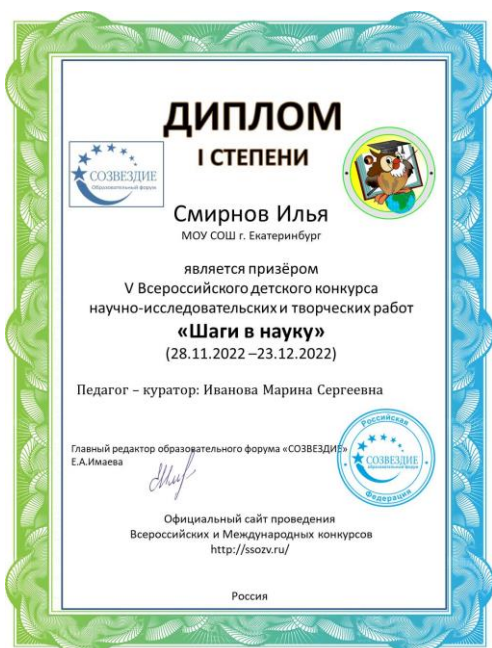 ДИПЛОМ
I СТЕПЕНИ
СОЗВЕЗДИЕ
Образовательный форум
Смирнов Илья
МОУ СОШ г. Екатеринбург
является призёром
V Всероссийского детского конкурса
научно-исследовательских и творческих работ
«Шаги в науку»
(28.11.2022 –23.12.2022)
Педагог – куратор: Иванова Марина Сергеевна
Главный редактор образовательного форума «СОЗВЕЗДИЕ»
Е.А.Имаева
Российская
СОЗВЕЗДИЕ
образовательный форум
Федерация
Официальный сайт проведения
Всероссийских и Международных конкурсов
http://ssozv.ru/
Россия